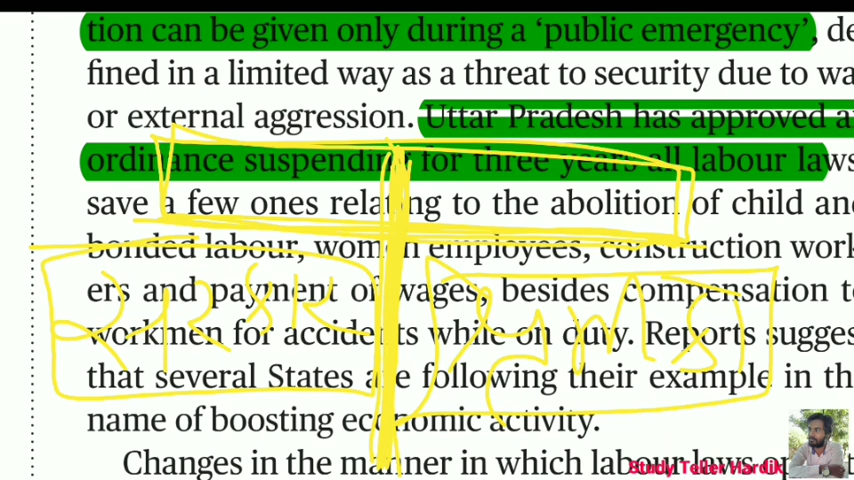 tion can be given only during a ‘public emergency’, de
fined in a limited way as a threat to security due to wa
or external aggression. Uttar Pradesh has approved a
ordinance suspending for three years all labour laws
save a few ones relating to the abolition of child and
bonded labour, women employees, construction work
ers and payment of wages, besides compensation to
workmen for accidents while on duty. Reports sugges
that several States are following their example in th
name of boosting economic activity.
Changes in the manner in which labour laws op
Study Teller Hardik